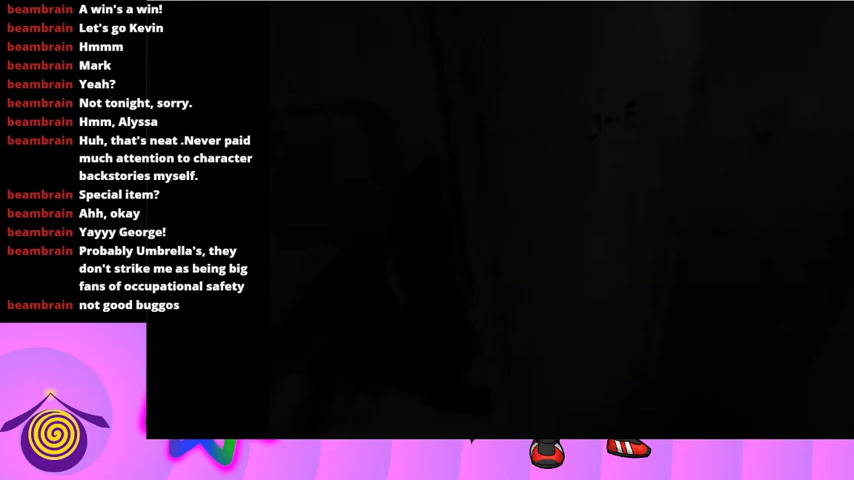 beambrain A win's a win!
beambrain Let's go Kevin
beambrain Hmmm
beambrain Mark
beambrain Yeah?
beambrain Not tonight, sorry.
beambrain Hmm, Alyssa
beambrain Huh, that's neat .Never paid
much attention to character
backstories myself.
beambrain Special item?
beambrain Ahh, okay
beambrain Yayyy George!
beambrain Probably Umbrella's, they
don't strike me as being big
fans of occupational safety
beambrain not good buggos